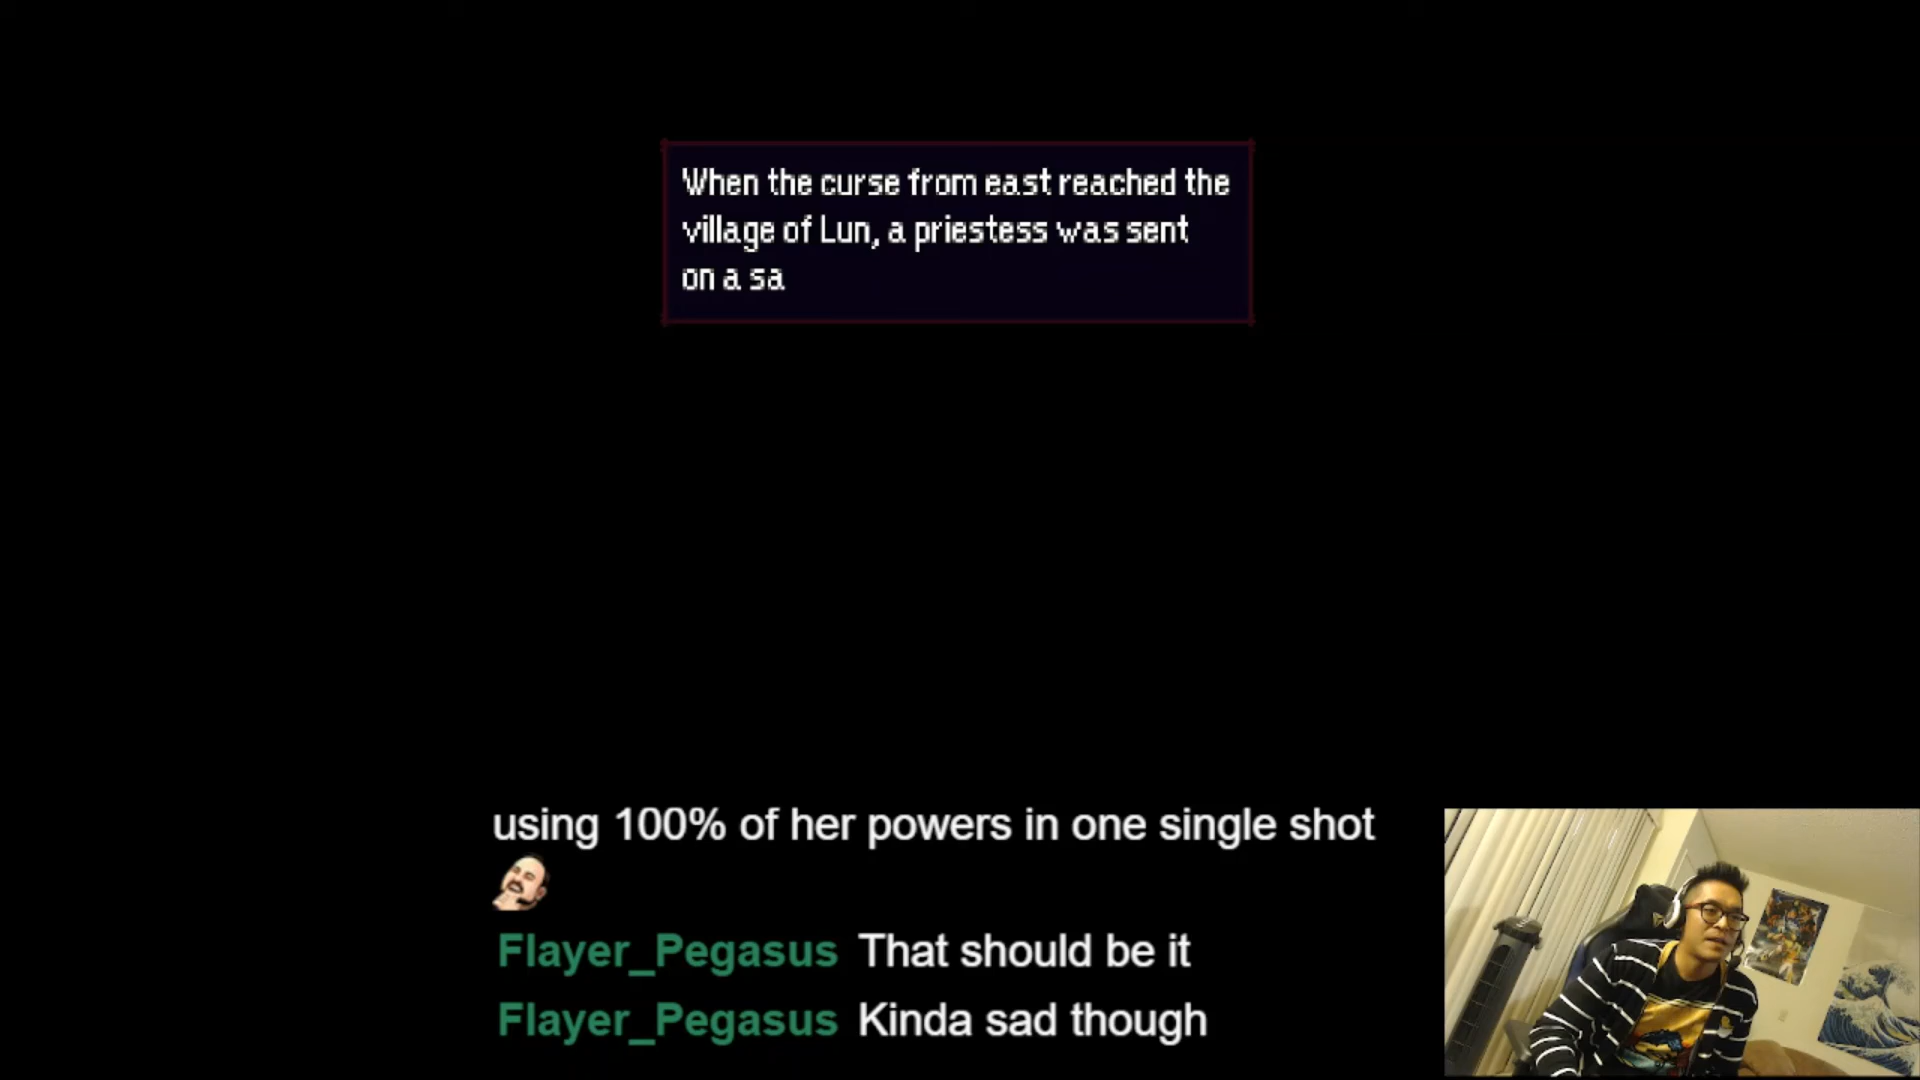 When the curse from east reached the
village of Lun, a priestess was sent
on a sa
using 100% of her powers in one single shot
Flayer_Pegasus That should be it
Flayer_Pegasus Kinda sad though